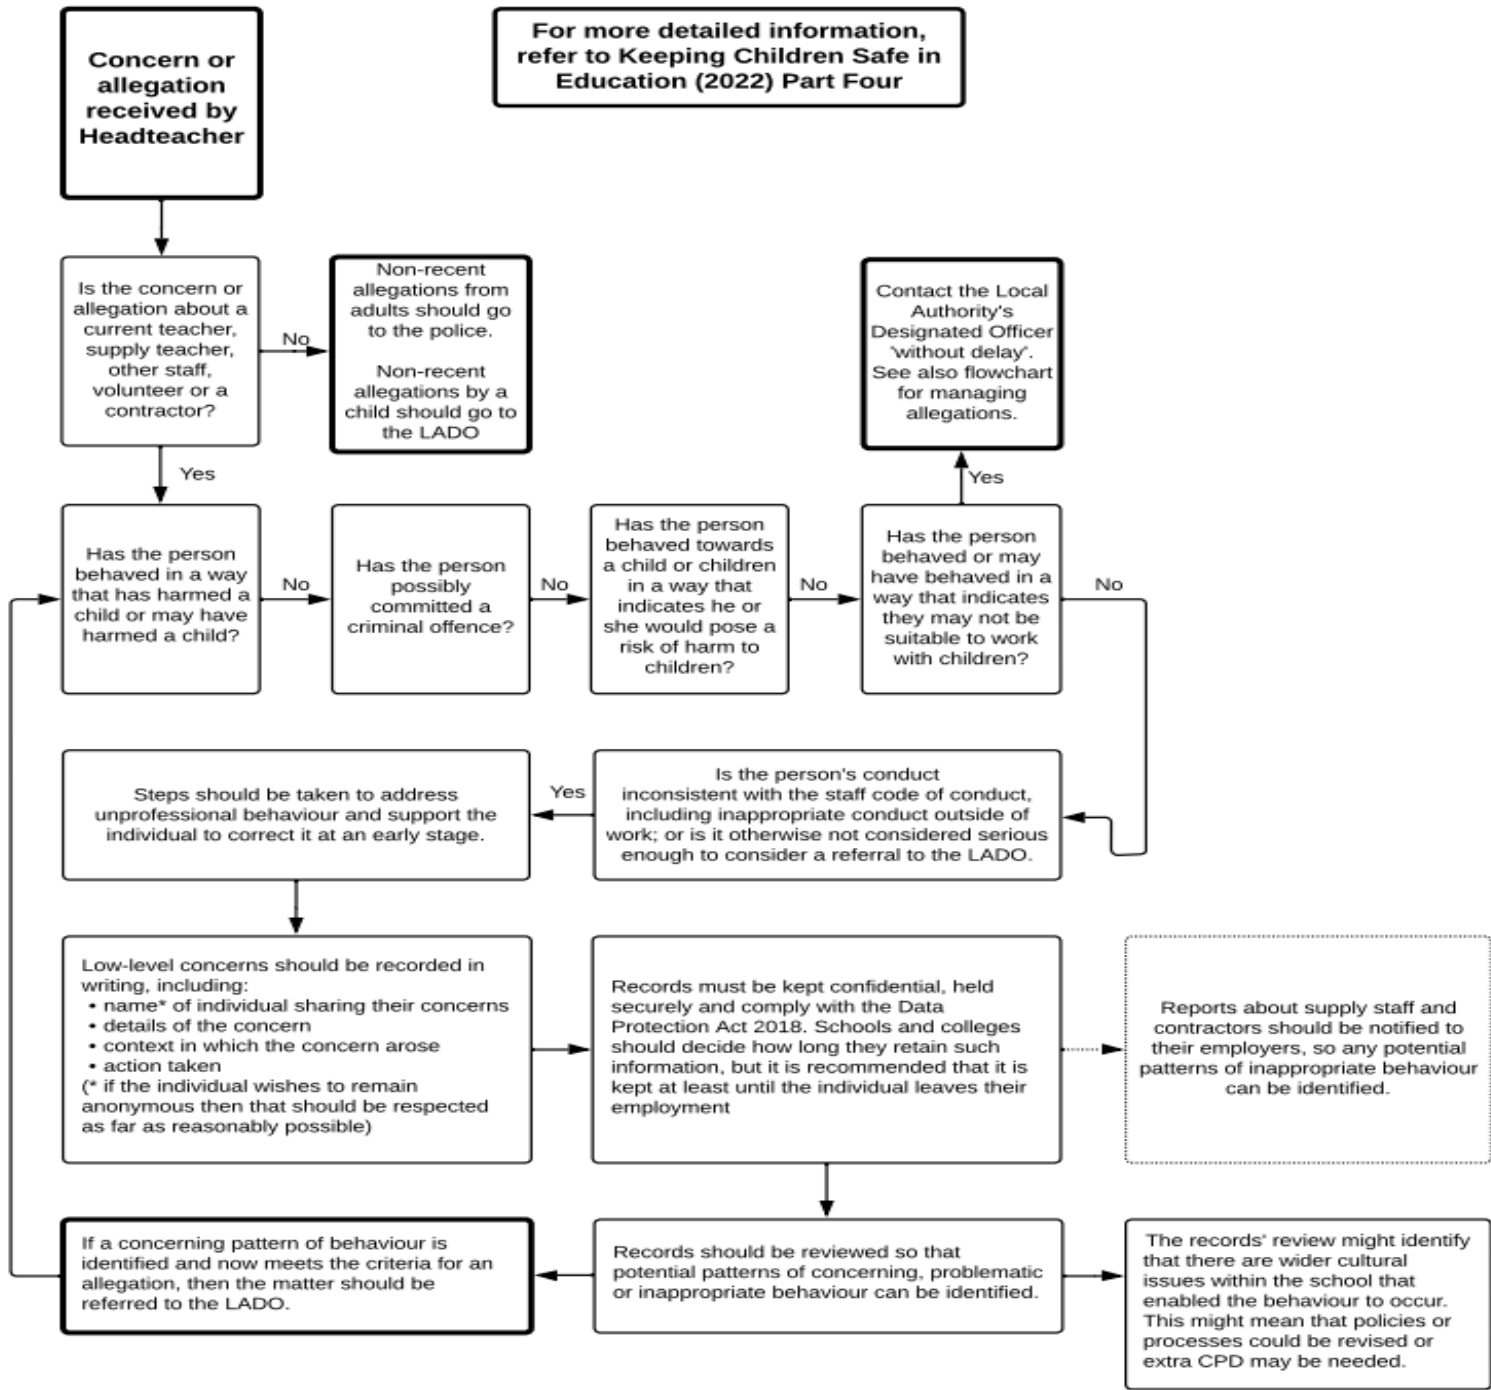 Concern or
allegation
received by
Headteacher
For more detailed information,
refer to Keeping Children Safe in
Education (2022) Part Four
Is the concern or
allegation about a
current teacher,
supply teacher,
other staff,
volunteer or a
contractor?
No
Non-recent
allegations from
adults should go
to the police.
Non-recent
allegations by a
child should go to
the LADO
Contact the Local
Authority's
Designated Officer
'without delay'.
See also flowchart
for managing
allegations.
Yes
Yes
Has the person
behaved in a way
that has harmed a
child or may have
harmed a child?
No
Has the person
possibly
committed a
criminal offence?
No
Has the person
behaved towards
a child or children
in a way that
indicates he or
she would pose a
risk of harm to
children?
No
Has the person
behaved or may
have behaved in a
way that indicates
they may not be
suitable to work
with children?
No
Steps should be taken to address
unprofessional behaviour and support the
individual to correct it at an early stage.
Yes
Is the person's conduct
inconsistent with the staff code of conduct,
including inappropriate conduct outside of
work; or is it otherwise not considered serious
enough to consider a referral to the LADO.
Low-level concerns should be recorded in
writing, including:
• name* of individual sharing their concerns
• details of the concern
• context in which the concern arose
• action taken
(* if the individual wishes to remain
anonymous then that should be respected
as far as reasonably possible)
Records must be kept confidential, held
securely and comply with the Data
Protection Act 2018. Schools and colleges
should decide how long they retain such
information, but it is recommended that it is
kept at least until the individual leaves their
employment
Reports about supply staff and
contractors should be notified to
their employers, so any potential
patterns of inappropriate behaviour
can be identified.
If a concerning pattern of behaviour is
identified and now meets the criteria for an
allegation, then the matter should be
referred to the LADO.
Records should be reviewed so that
potential patterns of concerning, problematic
or inappropriate behaviour can be identified.
The records' review might identify
that there are wider cultural
issues within the school that
enabled the behaviour to occur.
This might mean that policies or
processes could be revised or
extra CPD may be needed.